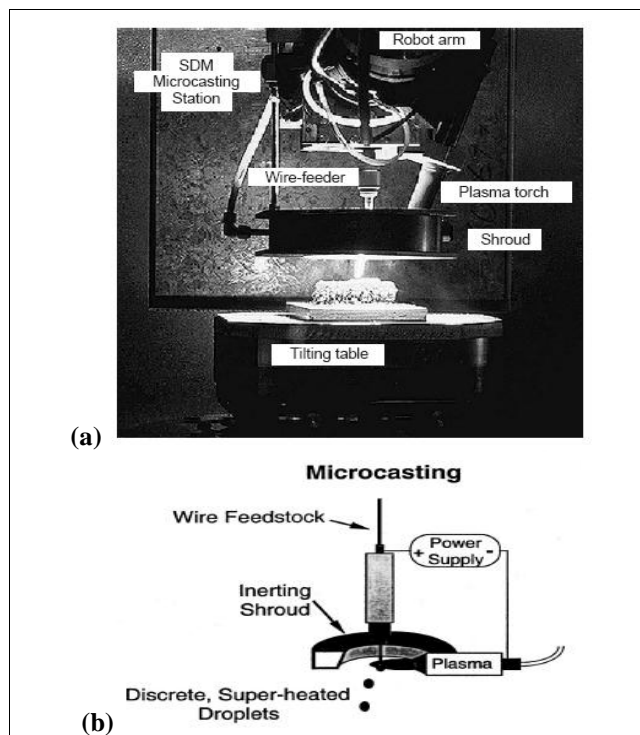 Robot arm
SDM
Microcasting
Station
Wire-feeder
Plasma torch
Shroud
Tilting table
(a)
Microcasting
Wire Feedstock
+ Power -
Supply
Inerting
Shroud
Plasma
Discrete, Super-heated
Droplets
(b)